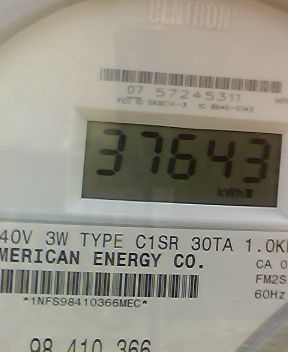 CENTRON
07 57245311
37643
kWh
40V 3W TYPE C1SR 30TA 1.0K
MERICAN ENERGY CO.
CA 0
FM2S
60Hz
*1NFS98410366MEC*
98 410 366